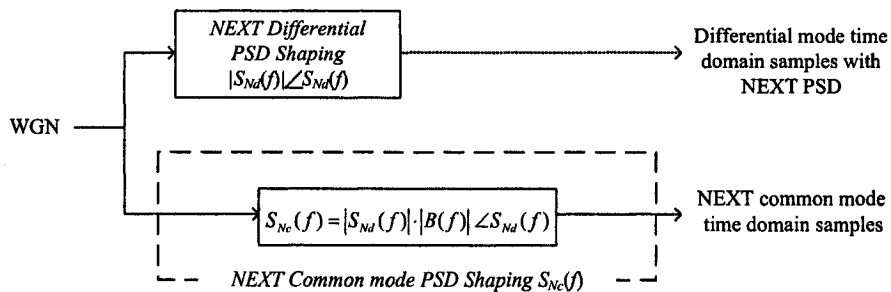 NEXT Differential
PSD Shaping
|S_Nd(f)|∠S_Nd(f)
Differential mode time
domain samples with
NEXT PSD
WGN
S_Nc(f) = |S_Nd(f)|·|B(f)| ∠S_Nd(f)
NEXT common mode
time domain samples
NEXT Common mode PSD Shaping S_Nc(f)